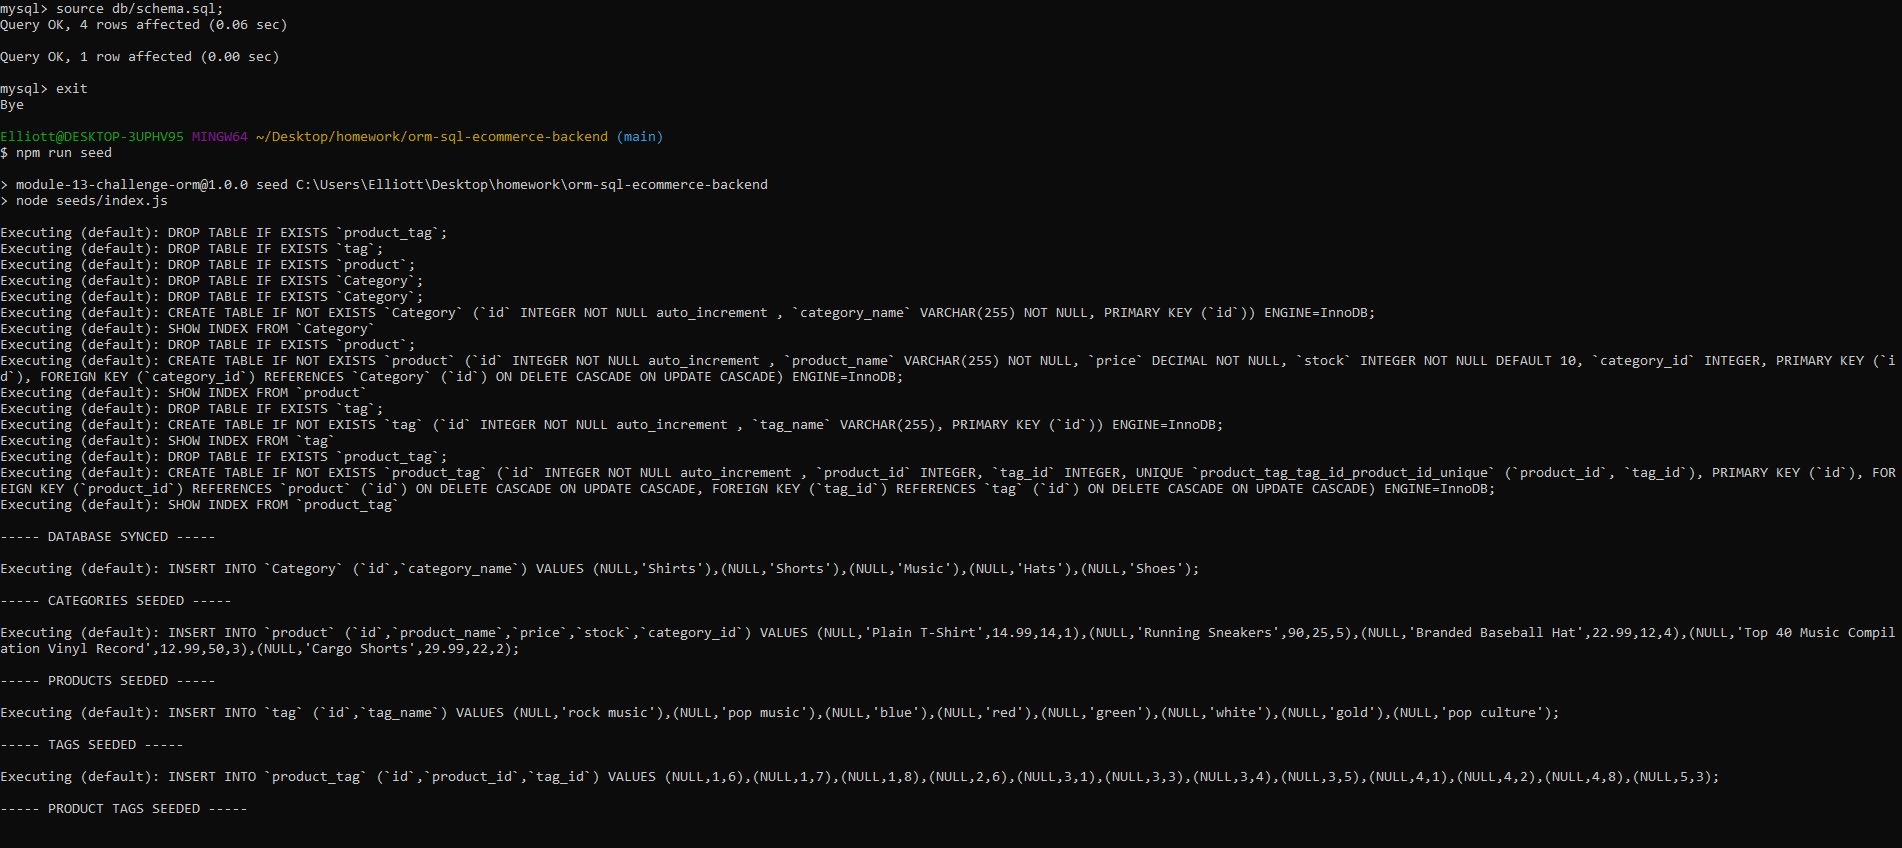 mysql> source db/schema.sql;
Query OK, 4 rows affected (0.06 sec)
Query OK, 1 row affected (0.00 sec)
mysql> exit
Bye
Elliott@DESKTOP-3UPHV95 MINGW64 ~/Desktop/homework/orm-sql-ecommerce-backend (main)
$ npm run seed
> module-13-challenge-orm@1.0.0 seed C:\Users\Elliott\Desktop\homework\orm-sql-ecommerce-backend
> node seeds/index.js
Executing (default): DROP TABLE IF EXISTS `product_tag`;
Executing (default): DROP TABLE IF EXISTS `tag`;
Executing (default): DROP TABLE IF EXISTS `product`;
Executing (default): DROP TABLE IF EXISTS `Category`;
Executing (default): DROP TABLE IF EXISTS `Category`;
Executing (default): CREATE TABLE IF NOT EXISTS `Category` (`id` INTEGER NOT NULL auto_increment , `category_name` VARCHAR(255) NOT NULL, PRIMARY KEY (`id`)) ENGINE=InnoDB;
Executing (default): SHOW INDEX FROM `Category`
Executing (default): DROP TABLE IF EXISTS `product`;
Executing (default): CREATE TABLE IF NOT EXISTS `product` (`id` INTEGER NOT NULL auto_increment , `product_name` VARCHAR(255) NOT NULL, `price` DECIMAL NOT NULL, `stock` INTEGER NOT NULL DEFAULT 10, `category_id` INTEGER, PRIMARY KEY (`i
d`), FOREIGN KEY (`category_id`) REFERENCES `Category` (`id`) ON DELETE CASCADE ON UPDATE CASCADE) ENGINE=InnoDB;
Executing (default): SHOW INDEX FROM `product`
Executing (default): DROP TABLE IF EXISTS `tag`;
Executing (default): CREATE TABLE IF NOT EXISTS `tag` (`id` INTEGER NOT NULL auto_increment , `tag_name` VARCHAR(255), PRIMARY KEY (`id`)) ENGINE=InnoDB;
Executing (default): SHOW INDEX FROM `tag`
Executing (default): DROP TABLE IF EXISTS `product_tag`;
Executing (default): CREATE TABLE IF NOT EXISTS `product_tag` (`id` INTEGER NOT NULL auto_increment , `product_id` INTEGER, `tag_id` INTEGER, UNIQUE `product_tag_tag_id_product_id_unique` (`product_id`, `tag_id`), PRIMARY KEY (`id`), FOR
EIGN KEY (`product_id`) REFERENCES `product` (`id`) ON DELETE CASCADE ON UPDATE CASCADE, FOREIGN KEY (`tag_id`) REFERENCES `tag` (`id`) ON DELETE CASCADE ON UPDATE CASCADE) ENGINE=InnoDB;
Executing (default): SHOW INDEX FROM `product_tag`
----- DATABASE SYNCED -----
Executing (default): INSERT INTO `Category` (`id`,`category_name`) VALUES (NULL,'Shirts'),(NULL,'Shorts'),(NULL,'Music'),(NULL,'Hats'),(NULL,'Shoes');
----- CATEGORIES SEEDED -----
Executing (default): INSERT INTO `product` (`id`,`product_name`,`price`,`stock`,`category_id`) VALUES (NULL,'Plain T-Shirt',14.99,14,1),(NULL,'Running Sneakers',90,25,5),(NULL,'Branded Baseball Hat',22.99,12,4),(NULL,'Top 40 Music Compil
ation Vinyl Record',12.99,50,3),(NULL,'Cargo Shorts',29.99,22,2);
----- PRODUCTS SEEDED -----
Executing (default): INSERT INTO `tag` (`id`,`tag_name`) VALUES (NULL,'rock music'),(NULL,'pop music'),(NULL,'blue'),(NULL,'red'),(NULL,'green'),(NULL,'white'),(NULL,'gold'),(NULL,'pop culture');
----- TAGS SEEDED -----
Executing (default): INSERT INTO `product_tag` (`id`,`product_id`,`tag_id`) VALUES (NULL,1,6),(NULL,1,7),(NULL,1,8),(NULL,2,6),(NULL,3,1),(NULL,3,3),(NULL,3,4),(NULL,3,5),(NULL,4,1),(NULL,4,2),(NULL,4,8),(NULL,5,3);
----- PRODUCT TAGS SEEDED -----